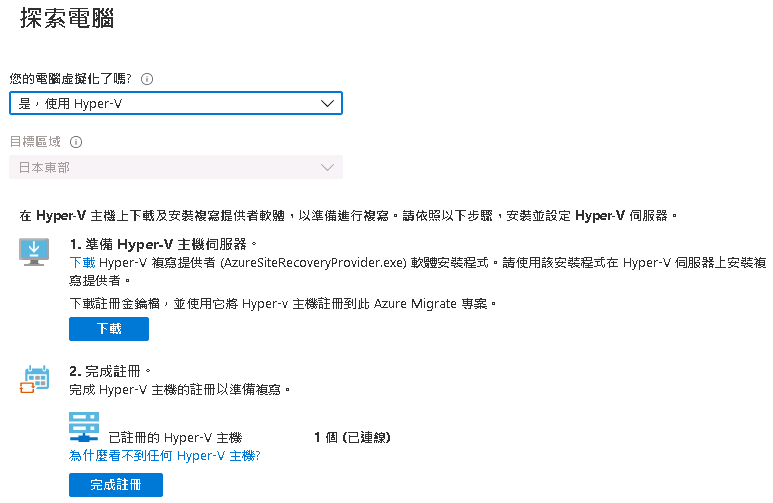 探索電腦
您的電腦虛擬化了嗎?
是，使用 Hyper-V
目標區域
日本東部
在 Hyper-V 主機上下載及安裝複寫提供者軟體，以準備進行複寫。請依照以下步驟，安裝並設定 Hyper-V 伺服器。
1. 準備 Hyper-V 主機伺服器。
下載 Hyper-V 複寫提供者 (AzureSiteRecoveryProvider.exe) 軟體安裝程式。請使用該安裝程式在 Hyper-V 伺服器上安裝複
寫提供者。
下載註冊金鑰檔，並使用它將 Hyper-v 主機註冊到此 Azure Migrate 專案。
下載
2. 完成註冊。
完成 Hyper-V 主機的註冊以準備複寫。
已註冊的 Hyper-V 主機 1 個 (已連線)
為什麼看不到任何 Hyper-V 主機?
完成註冊